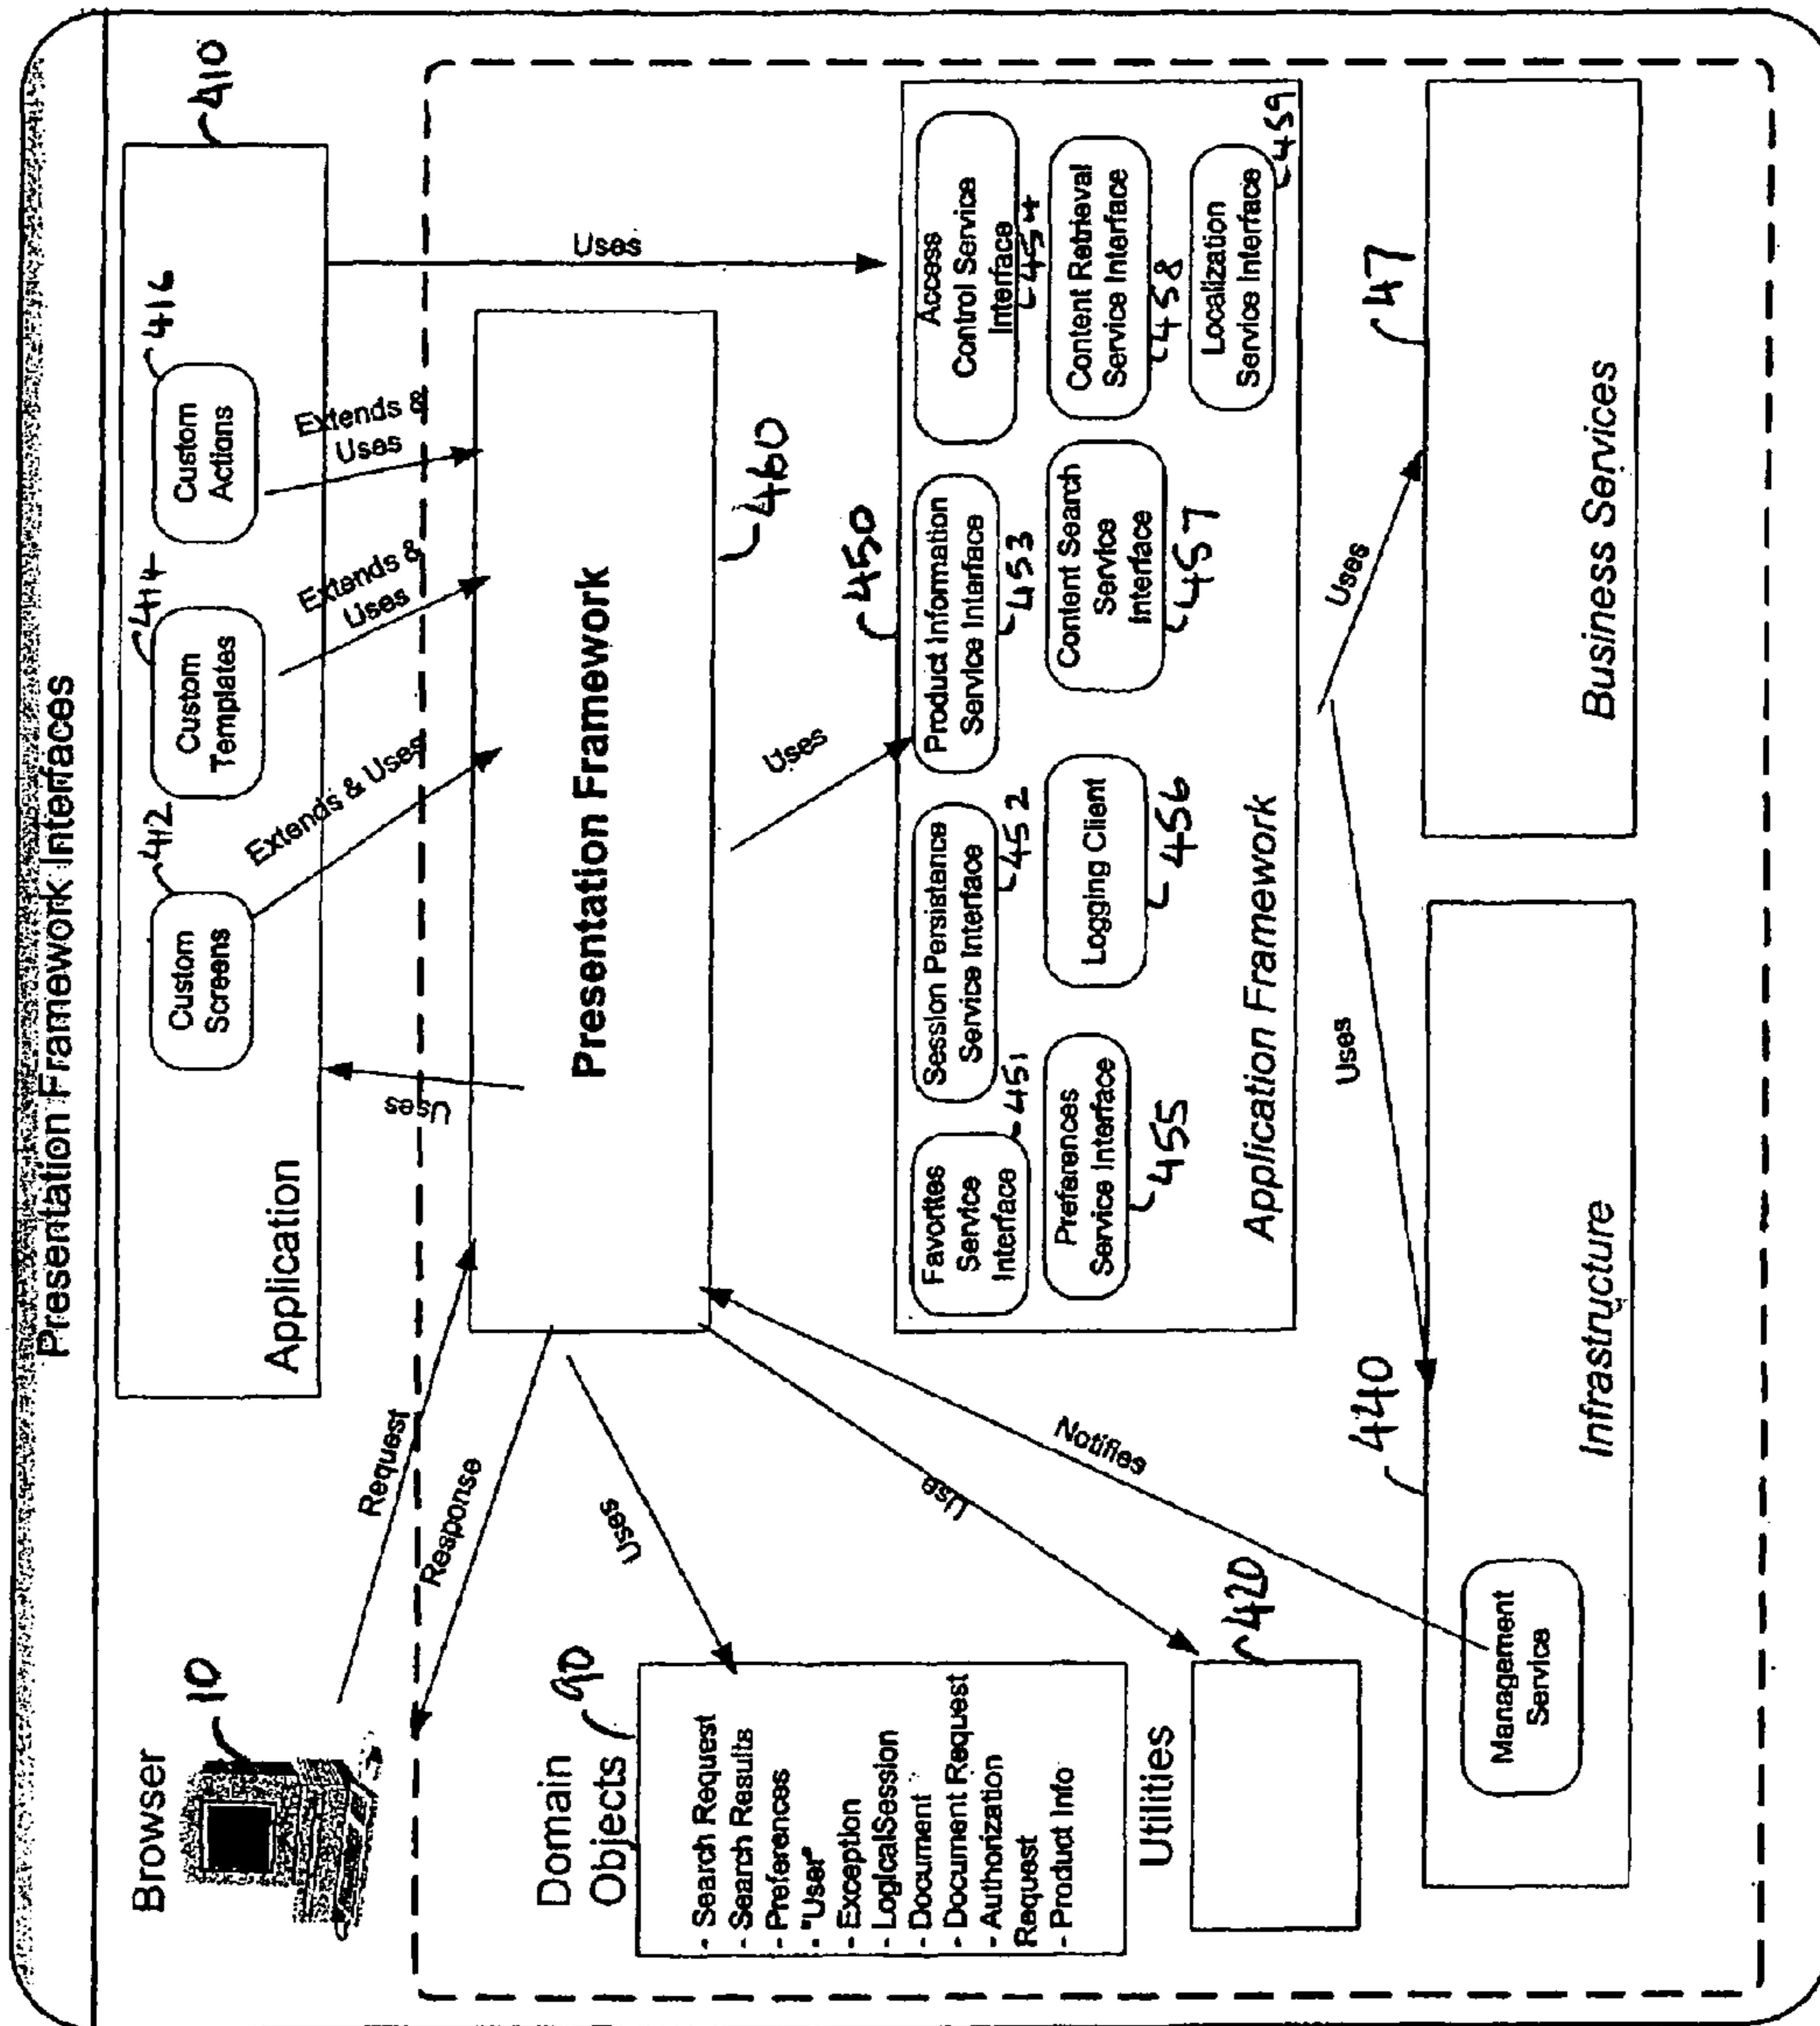 Presentation Framework Interfaces
Browser
10
Request
Response
Application
410
Custom
Screens
412
Custom
Templates
414
Custom
Actions
416
Uses
Extends & Uses
Extends &
Uses
Extends &
Uses
Uses
Presentation Framework
460
Domain
Objects
90
- Search Request
- Search Results
- Preferences
- "User"
- Exception
- LogicalSession
- Document
- Document Request
- Authorization
Request
- Product Info
Uses
Utilities
420
Use
Notifies
Uses
450
Favorites
Service
Interface
451
Session Persistence
Service Interface
452
Product Information
Service Interface
453
Access
Control Service
Interface
454
Preferences
Service Interface
455
Logging Client
456
Content Search
Service
Interface
457
Content Retrieval
Service Interface
458
Localization
Service Interface
459
Application Framework
Uses
Uses
440
Management
Service
Infrastructure
47
Business Services